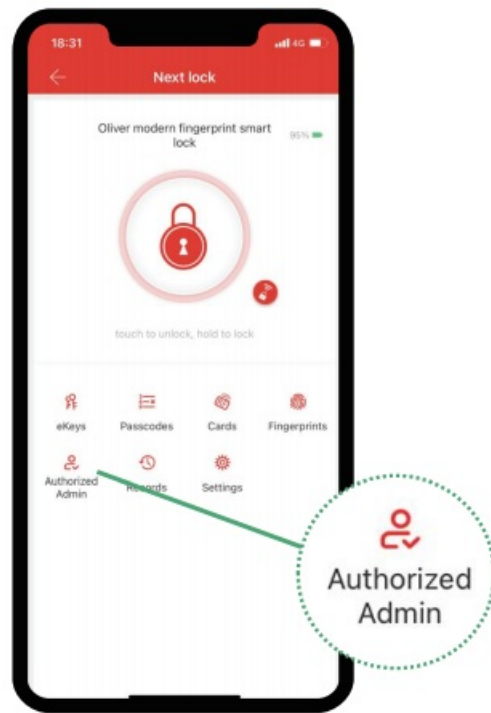 18:31
4G
Next lock
Oliver modern fingerprint smart
lock
95%
touch to unlock, hold to lock
eKeys Passcodes Cards Fingerprints
Authorized
Admin
Records Settings
Authorized
Admin